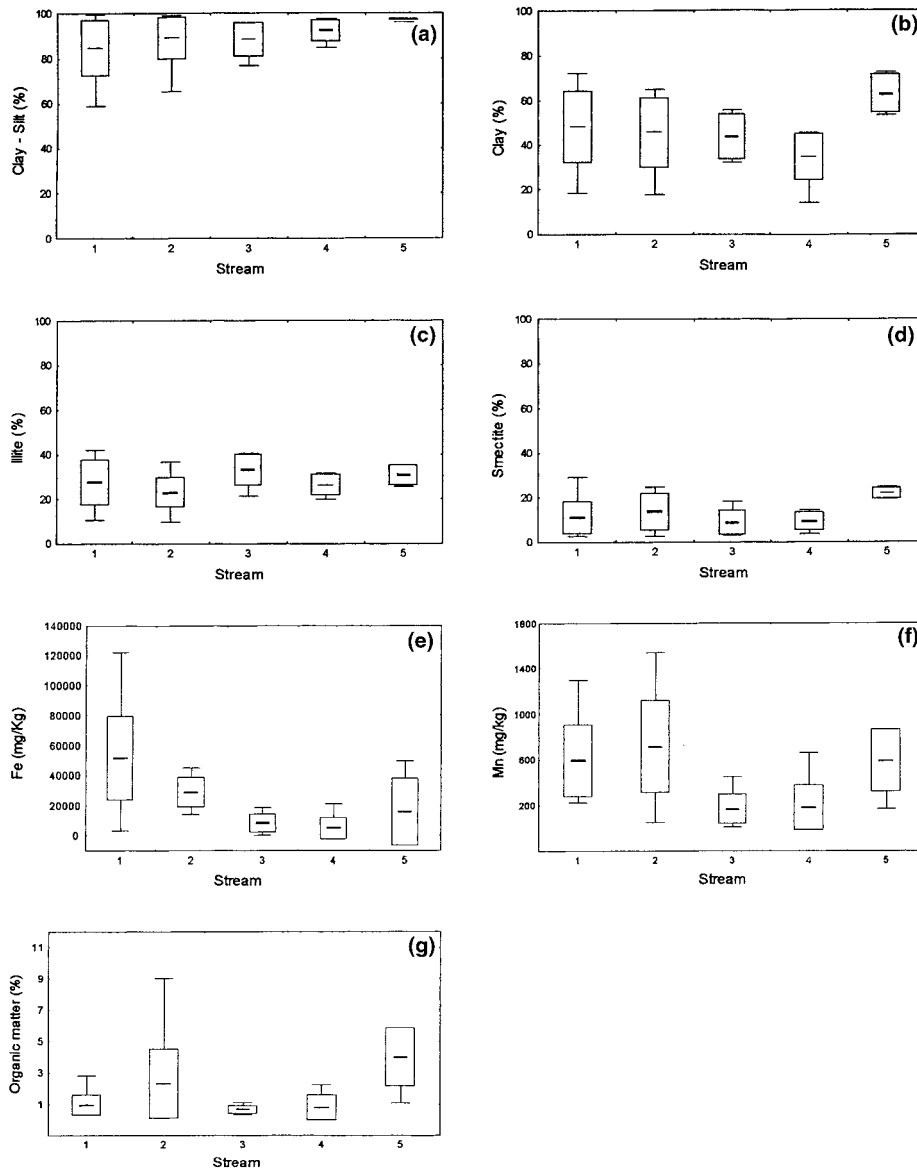 (a)
Clay - Silt (%)
100
80
60
40
20
0
1 2 3 4 5
Stream
(b)
Clay (%)
100
80
60
40
20
0
1 2 3 4 5
Stream
(c)
Illite (%)
100
80
60
40
20
0
1 2 3 4 5
Stream
(d)
Smectite (%)
100
80
60
40
20
0
1 2 3 4 5
Stream
(e)
Fe (mg/Kg)
140000
120000
100000
80000
60000
40000
20000
0
1 2 3 4 5
Stream
(f)
Mn (mg/kg)
1800
1400
1000
600
200
1 2 3 4 5
Stream
(g)
Organic matter (%)
11
9
7
5
3
1
1 2 3 4 5
Stream